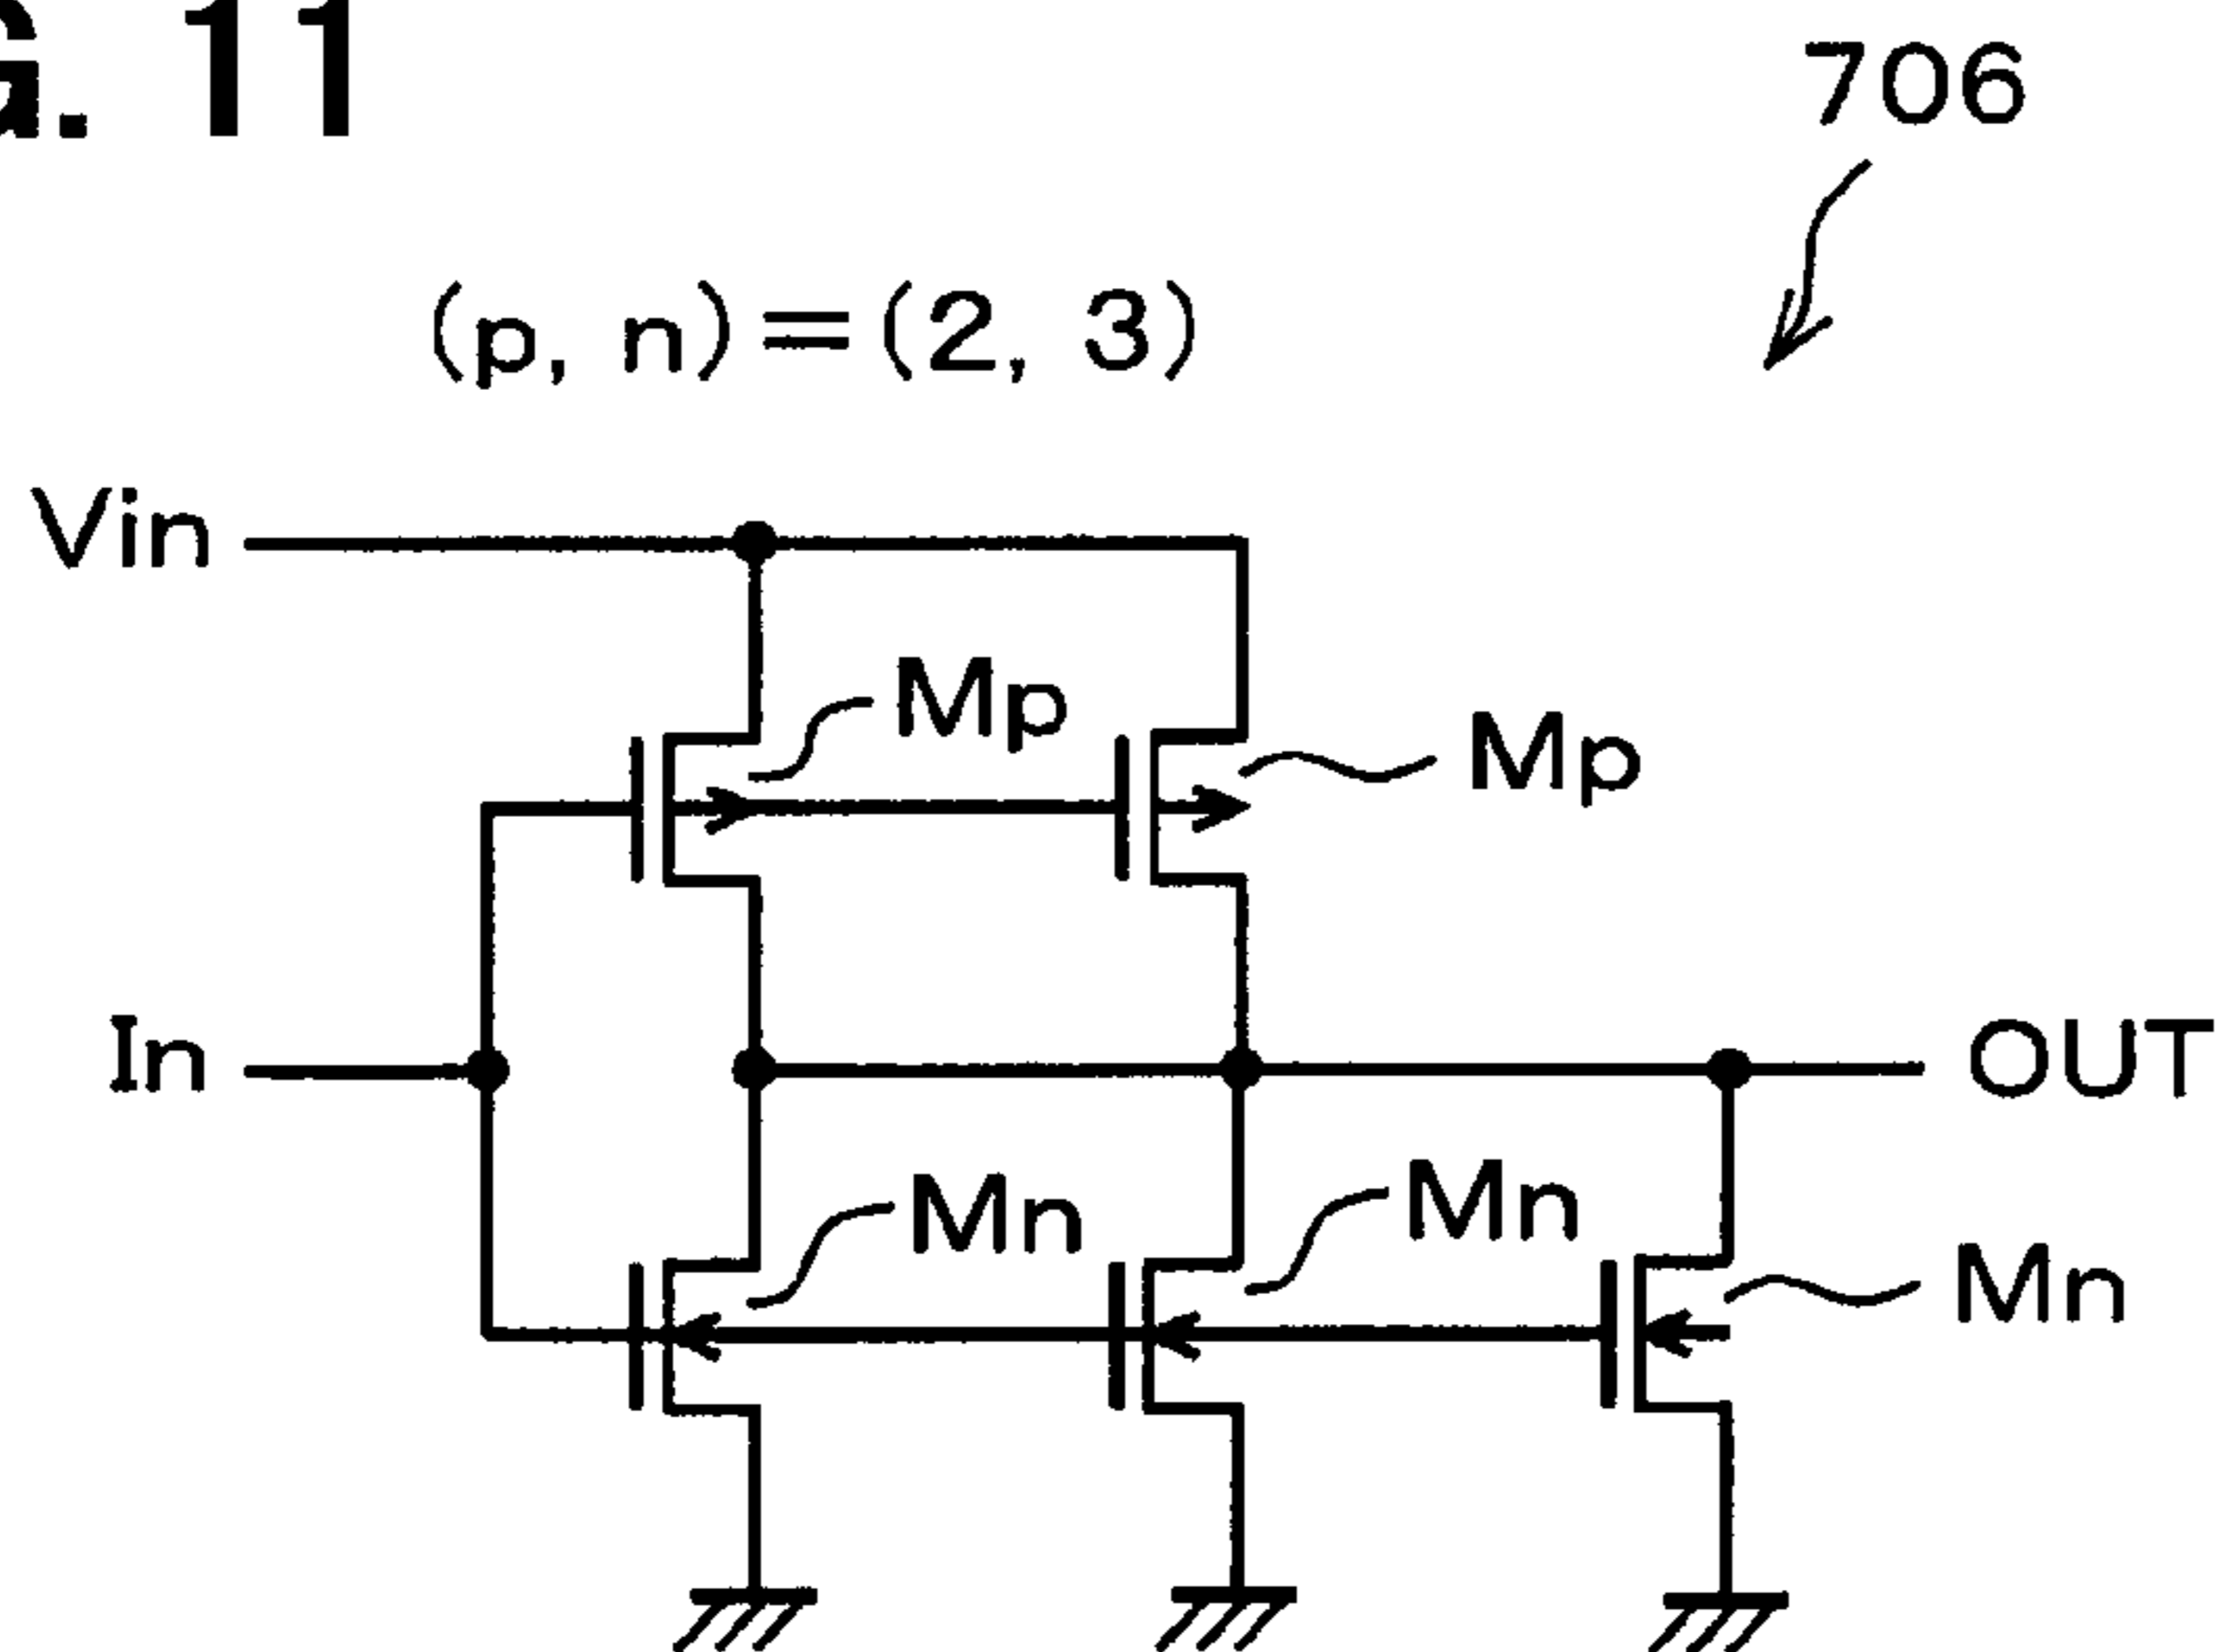 G. 11
706
(p, n)=(2, 3)
Vin
Mp
Mp
In
OUT
Mn
Mn
Mn